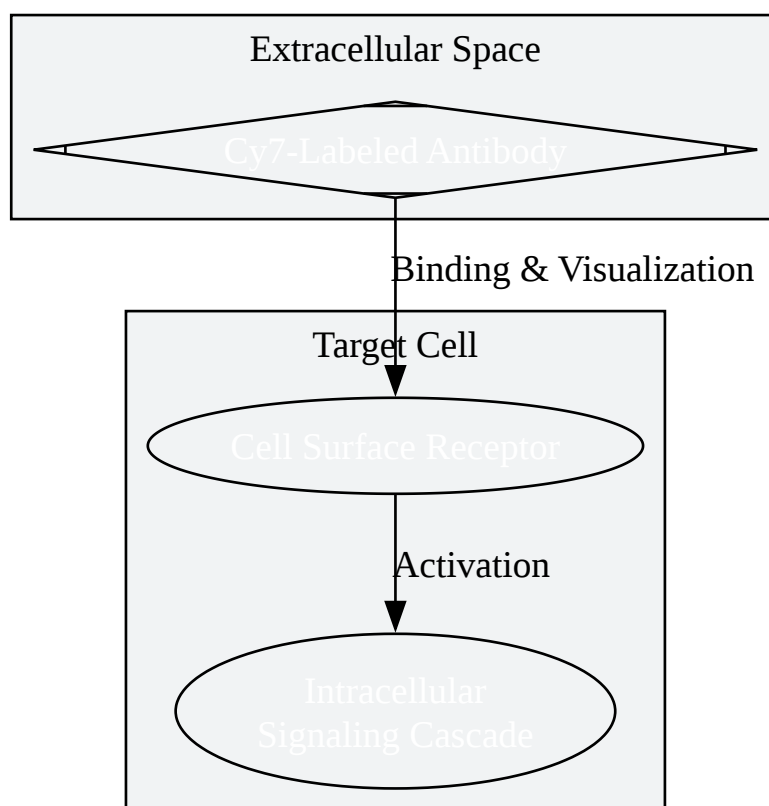 Extracellular Space
Cy7-Labeled Antibody
Binding & Visualization
Target Cell
Cell Surface Receptor
Activation
Intracellular
Signaling Cascade